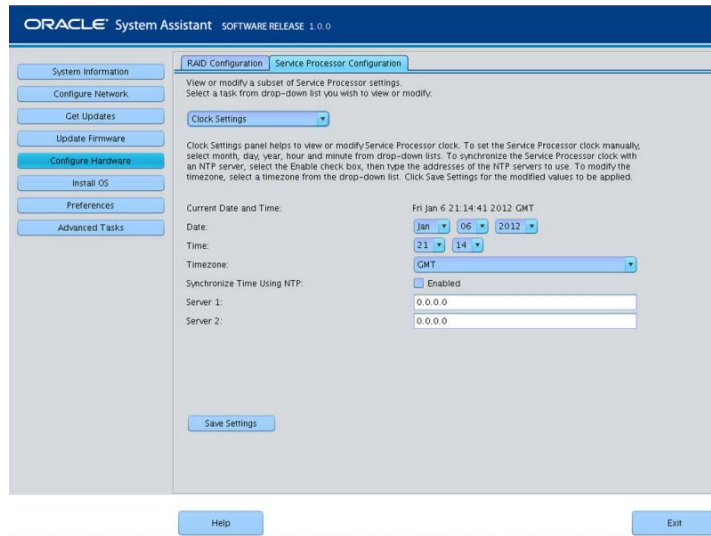 ORACLE System Assistant SOFTWARE RELEASE 1.0.0
System Information
Configure Network
Get Updates
Update Firmware
Configure Hardware
Install OS
Preferences
Advanced Tasks
RAID Configuration
Service Processor Configuration
View or modify a subset of Service Processor settings.
Select a task from drop-down list you wish to view or modify.
Clock Settings
Clock Settings panel helps to view or modify Service Processor clock. To set the Service Processor clock manually,
select month, day, year, hour and minute from drop-down lists. To synchronize the Service Processor clock with
an NTP server, select the Enable check box, then type the addresses of the NTP servers to use. To modify the
timezone, select a timezone from the drop-down list. Click Save Settings for the modified values to be applied.
Current Date and Time: Fri Jan 6 21:14:41 2012 GMT
Date: Jan 06 2012
Time: 21 14
Timezone: GMT
Synchronize Time Using NTP: Enabled
Server 1: 0.0.0.0
Server 2: 0.0.0.0
Save Settings
Help
Exit